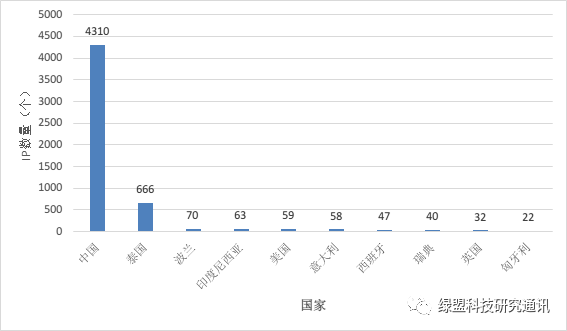 5000
4500
4000
3500
3000
2500
2000
1500
1000
500
0
IP数量（个）
4310
666
70
63
59
58
47
40
32
22
中国
泰国
波兰
印度尼西亚
美国
意大利
西班牙
瑞典
英国
匈牙利
国家
绿盟科技研究通讯